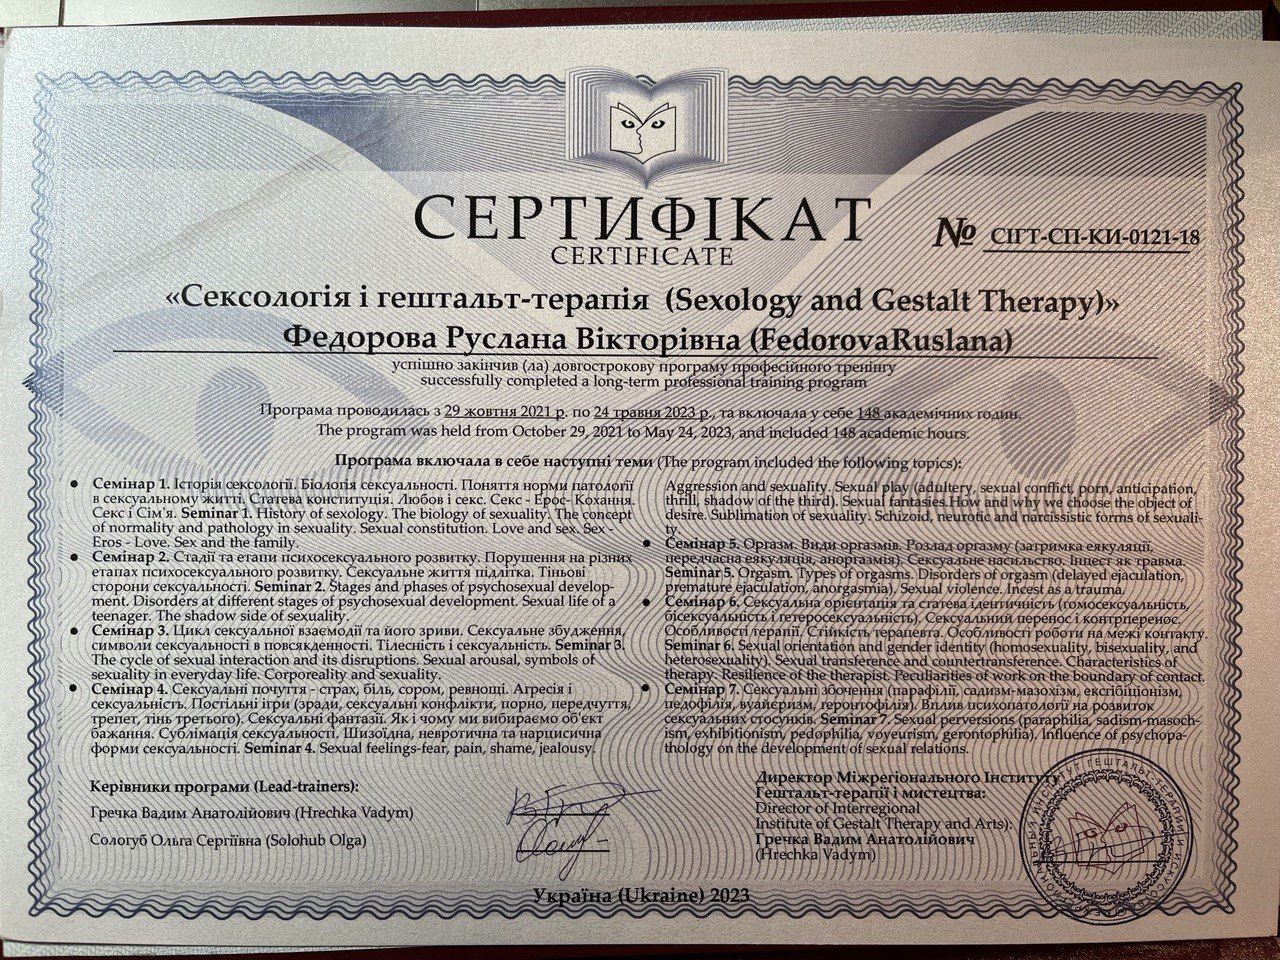 СЕРТИФІКАТ
CERTIFICATE
№ СІГТ-СП-КИ-0121-18
«Сексологія і гештальт-терапія (Sexology and Gestalt Therapy)»
Федорова Руслана Вікторівна (FedorovaRuslana)
успішно закінчив (ла) довгострокову програму професійного тренінгу
successfully completed a long-term professional training program
Програма проводилась з 29 жовтня 2021 р. по 24 травня 2023 р., та включала у себе 148 академічних годин.
The program was held from October 29, 2021 to May 24, 2023, and included 148 academic hours.
Програма включала в себе наступні теми (The program included the following topics):
• Семінар 1. Історія сексології. Біологія сексуальності. Поняття норми патології
в сексуальному житті. Статева конституція. Любов і секс. Секс - Ерос- Кохання.
Секс і Сім'я. Seminar 1. History of sexology. The biology of sexuality. The concept
of normality and pathology in sexuality. Sexual constitution. Love and sex. Sex -
Eros - Love. Sex and the family.
• Семінар 2. Стадії та етапи психосексуального розвитку. Порушення на різних
етапах психосексуального розвитку. Сексуальне життя підлітка. Тіньові
сторони сексуальності. Seminar 2. Stages and phases of psychosexual develop-
ment. Disorders at different stages of psychosexual development. Sexual life of a
teenager. The shadow side of sexuality.
• Семінар 3. Цикл сексуальної взаємодії та його зриви. Сексуальне збудження,
символи сексуальності в повсякденності. Тілесність і сексуальність. Seminar 3.
The cycle of sexual interaction and its disruptions. Sexual arousal, symbols of
sexuality in everyday life. Corporeality and sexuality.
• Семінар 4. Сексуальні почуття - страх, біль, сором, ревнощі. Агресія і
сексуальність. Постільні ігри (зради, сексуальні конфлікти, порно, передчуття,
трепет, тінь третього). Сексуальні фантазії. Як і чому ми вибираємо об'єкт
бажання. Сублімація сексуальності. Шизоїдна, невротична та нарцисична
форми сексуальності. Seminar 4. Sexual feelings-fear, pain, shame, jealousy.
Aggression and sexuality. Sexual play (adultery, sexual conflict, porn, anticipation,
thrill, shadow of the third). Sexual fantasies.How and why we choose the object of
desire. Sublimation of sexuality. Schizoid, neurotic and narcissistic forms of sexuali-
ty.
• Семінар 5. Оргазм. Види оргазмів. Розлад оргазму (затримка еякуляції,
передчасна еякуляція, аноргазмія). Сексуальне насильство. Інцест як травма.
Seminar 5. Orgasm. Types of orgasms. Disorders of orgasm (delayed ejaculation,
premature ejaculation, anorgasmia). Sexual violence. Incest as a trauma.
• Семінар 6. Сексуальна орієнтація та статева ідентичність (гомосексуальність,
бісексуальність і гетеросексуальність). Сексуальний перенос і контрперенос.
Особливості терапії. Стійкість терапевта. Особливості роботи на межі контакту.
Seminar 6. Sexual orientation and gender identity (homosexuality, bisexuality, and
heterosexuality). Sexual transference and countertransference. Characteristics of
therapy. Resilience of the therapist. Peculiarities of work on the boundary of contact.
• Семінар 7. Сексуальні збочення (парафілії, садизм-мазохізм, ексгібіціонізм,
педофілія, вуайєризм, геронтофілія). Вплив психопатології на розвиток
сексуальних стосунків. Seminar 7. Sexual perversions (paraphilia, sadism-masoch-
ism, exhibitionism, pedophilia, voyeurism, gerontophilia). Influence of psychopa-
thology on the development of sexual relations.
Керівники програми (Lead-trainers):
Гречка Вадим Анатолійович (Hrechka Vadym)
Сологуб Ольга Сергіївна (Solohub Olga)
Директор Міжрегіонального Інституту
Гештальт-терапії і мистецтва:
Director of Interregional
Institute of Gestalt Therapy and Arts):
Гречка Вадим Анатолійович
(Hrechka Vadym)
Україна (Ukraine) 2023